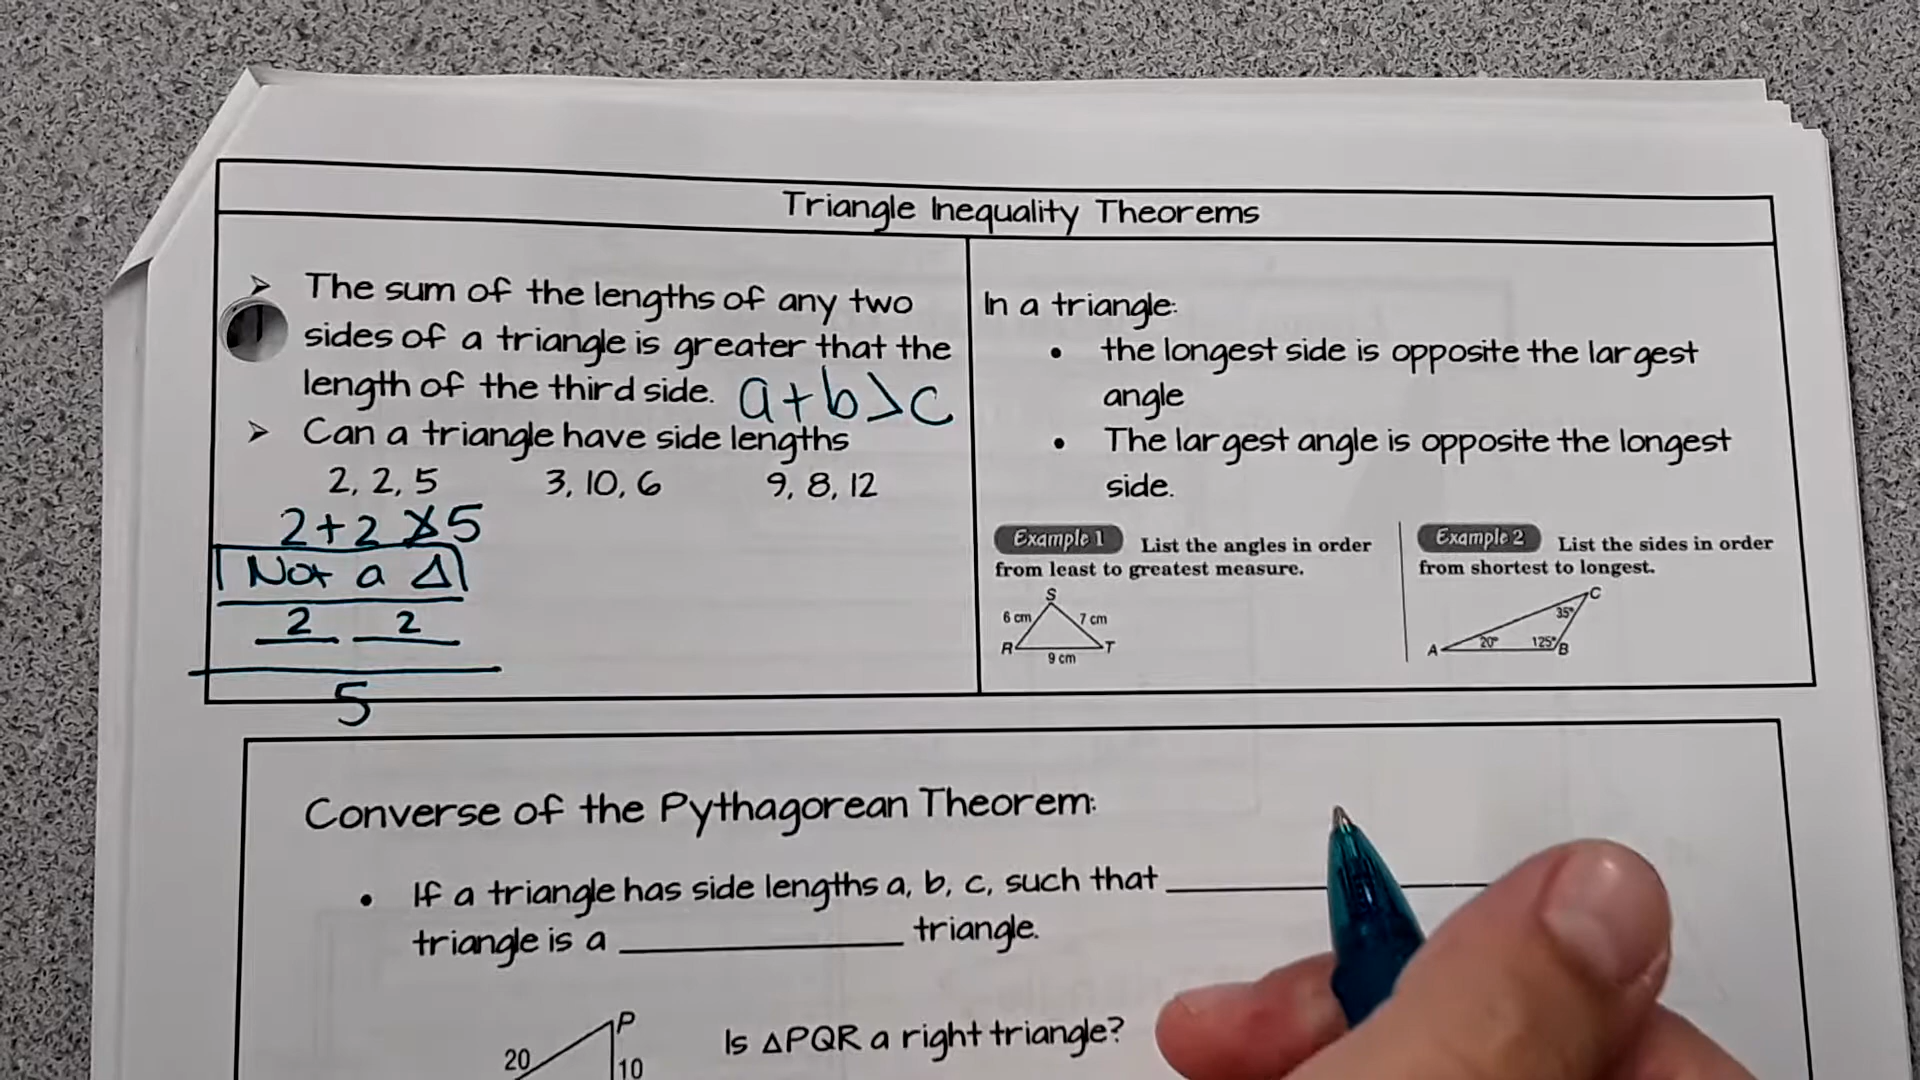 Triangle Inequality Theorems
➢ The sum of the lengths of any two
sides of a triangle is greater that the
length of the third side. a+b>c
➢ Can a triangle have side lengths
2, 2, 5 3, 10, 6 9, 8, 12
2+2 ≯ 5
Not a Δ
2 2
5
In a triangle:
• the longest side is opposite the largest
angle
• The largest angle is opposite the longest
side.
Example 1 List the angles in order
from least to greatest measure.
S
6 cm 7 cm
R T
9 cm
Example 2 List the sides in order
from shortest to longest.
C
35°
A 20° 125° B
Converse of the Pythagorean Theorem:
• If a triangle has side lengths a, b, c, such that ____________
triangle is a ____________ triangle.
P
20 10
Is ΔPQR a right triangle?